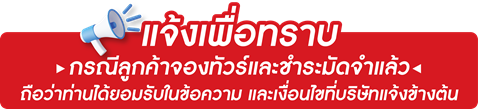 แจ้งเพื่อทราบ
กรณีลูกค้าจองทัวร์และชำระมัดจำแล้ว
ถือว่าท่านได้ยอมรับในข้อความ และเงื่อนไขที่บริษัทแจ้งข้างต้น